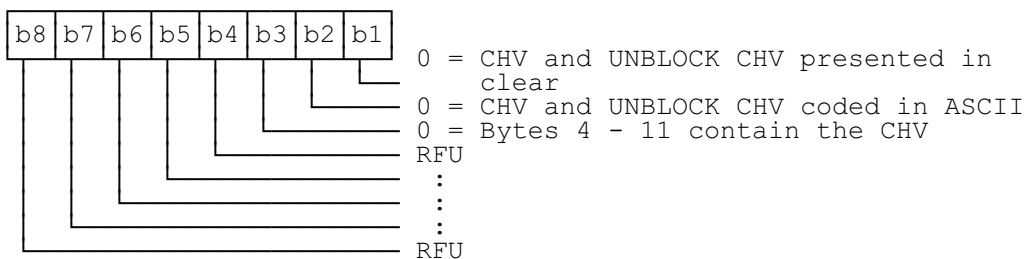 b8 b7 b6 b5 b4 b3 b2 b1
0 = CHV and UNBLOCK CHV presented in
clear
0 = CHV and UNBLOCK CHV coded in ASCII
0 = Bytes 4 - 11 contain the CHV
RFU
:
:
:
RFU